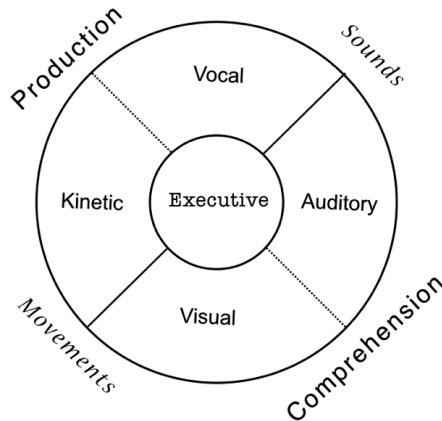 Production
Sounds
Vocal
Kinetic
Executive
Auditory
Visual
Movements
Comprehension